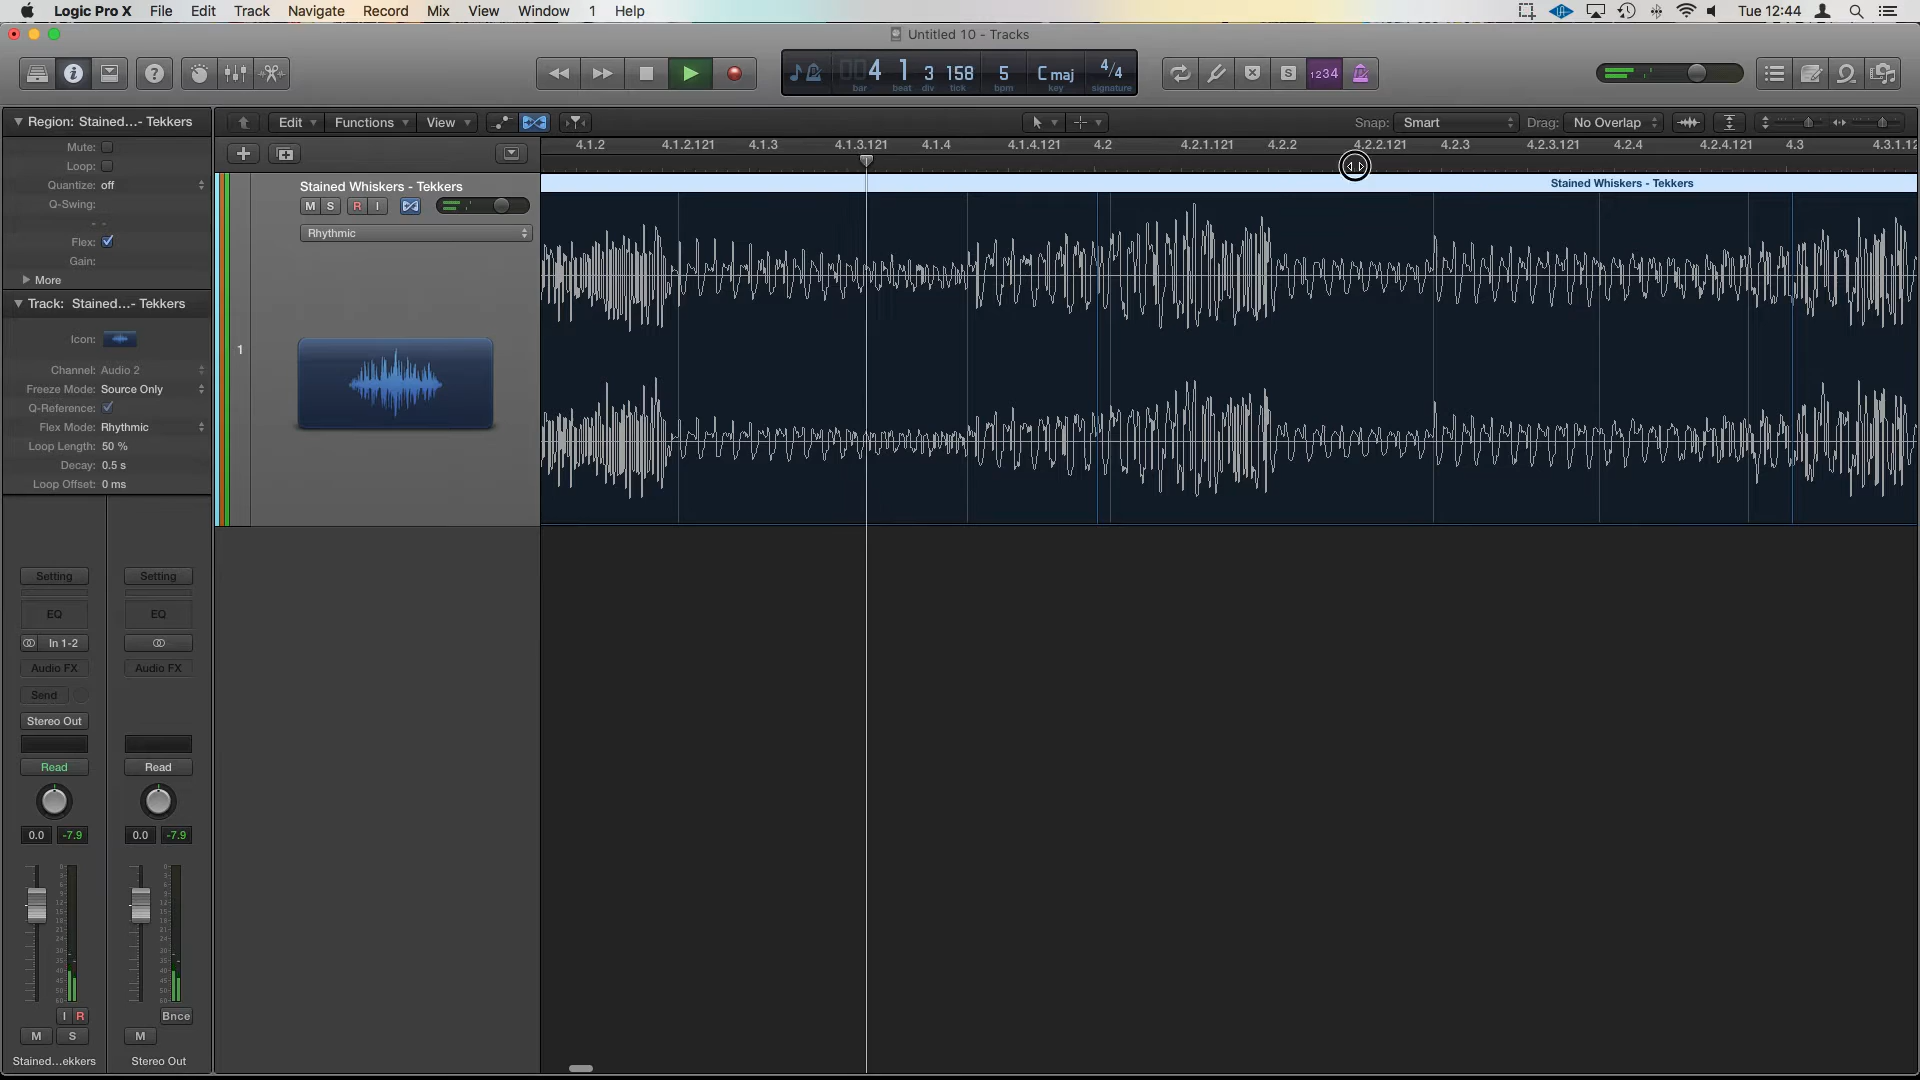 Logic Pro X File Edit Track Navigate Record Mix View Window 1 Help Tue 12:44
Untitled 10 - Tracks
4 1 3 158 5 C maj 4/4
bar beat div tick bpm key signature
S 1234
Region: Stained...- Tekkers
Mute:
Loop:
Quantize: off
Q-Swing:
- -
Flex:
Gain:
More
Track: Stained...- Tekkers
Icon:
Channel: Audio 2
Freeze Mode: Source Only
Q-Reference:
Flex Mode: Rhythmic
Loop Length: 50 %
Decay: 0.5 s
Loop Offset: 0 ms
Edit Functions View Snap: Smart Drag: No Overlap
4.1.2 4.1.2.121 4.1.3 4.1.3.121 4.1.4 4.1.4.121 4.2 4.2.1.121 4.2.2 4.2.2.121 4.2.3 4.2.3.121 4.2.4 4.2.4.121 4.3 4.3.1.12
Stained Whiskers - Tekkers
M S R I
Rhythmic
1
Stained Whiskers - Tekkers
Setting Setting
EQ EQ
In 1-2
Audio FX Audio FX
Send
Stereo Out
Read Read
0.0 -7.9 0.0 -7.9
I R Bnce
M S M
Stained...ekkers Stereo Out